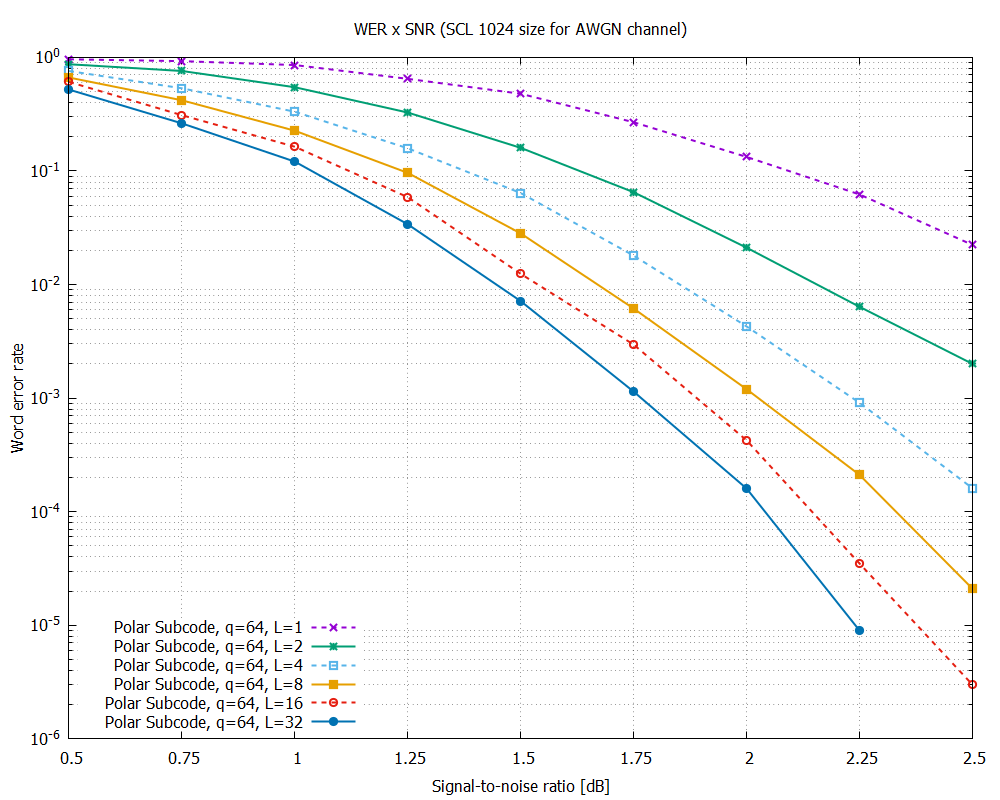 WER x SNR (SCL 1024 size for AWGN channel)
10^0
10^-1
10^-2
10^-3
10^-4
10^-5
10^-6
Word error rate
Polar Subcode, q=64, L=1
Polar Subcode, q=64, L=2
Polar Subcode, q=64, L=4
Polar Subcode, q=64, L=8
Polar Subcode, q=64, L=16
Polar Subcode, q=64, L=32
0.5 0.75 1 1.25 1.5 1.75 2 2.25 2.5
Signal-to-noise ratio [dB]